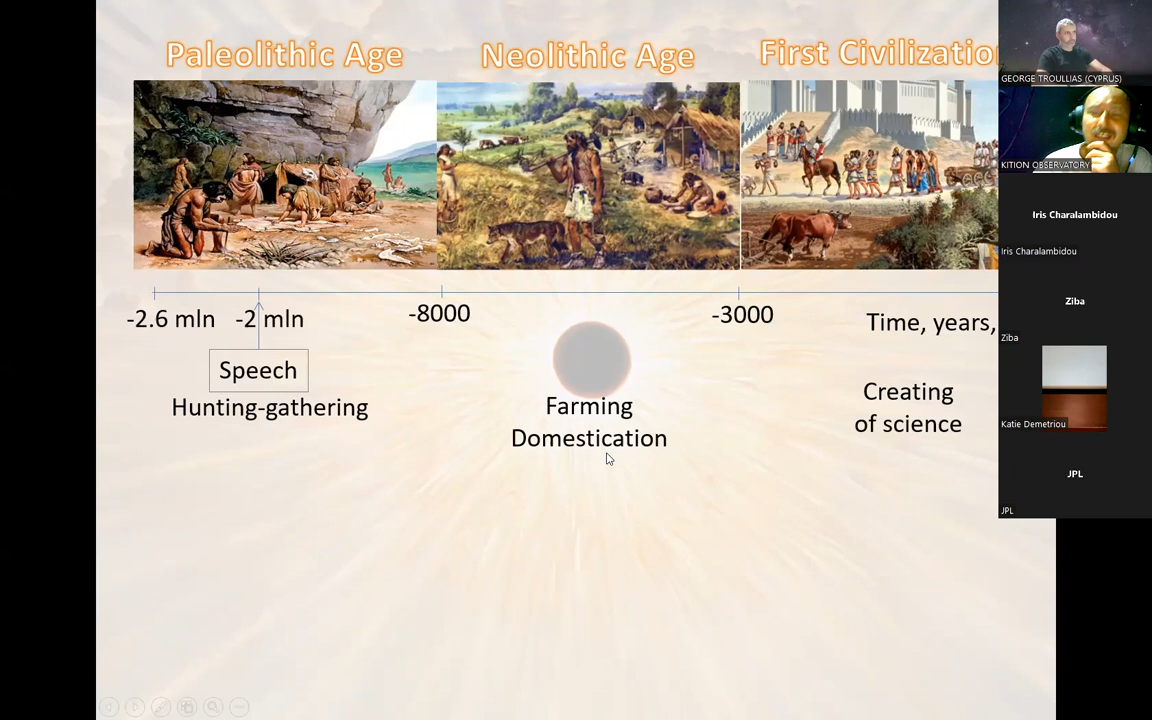 Paleolithic Age
Neolithic Age
First Civilization
-2.6 mln
-2 mln
-8000
-3000
Time, years,
Speech
Hunting-gathering
Farming
Domestication
Creating
of science
GEORGE TROULLIAS (CYPRUS)
KITION OBSERVATORY
Iris Charalambidou
Iris Charalambidou
Ziba
Ziba
Katie Demetriou
JPL
JPL